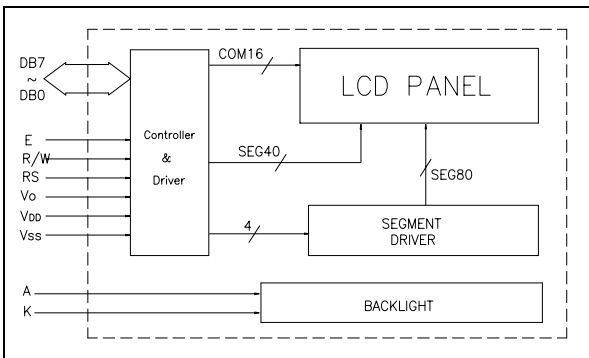 DB7
~
DB0
E
R/W
RS
Vo
VDD
Vss
A
K
Controller
&
Driver
COM16
SEG40
4
LCD PANEL
SEG80
SEGMENT
DRIVER
BACKLIGHT